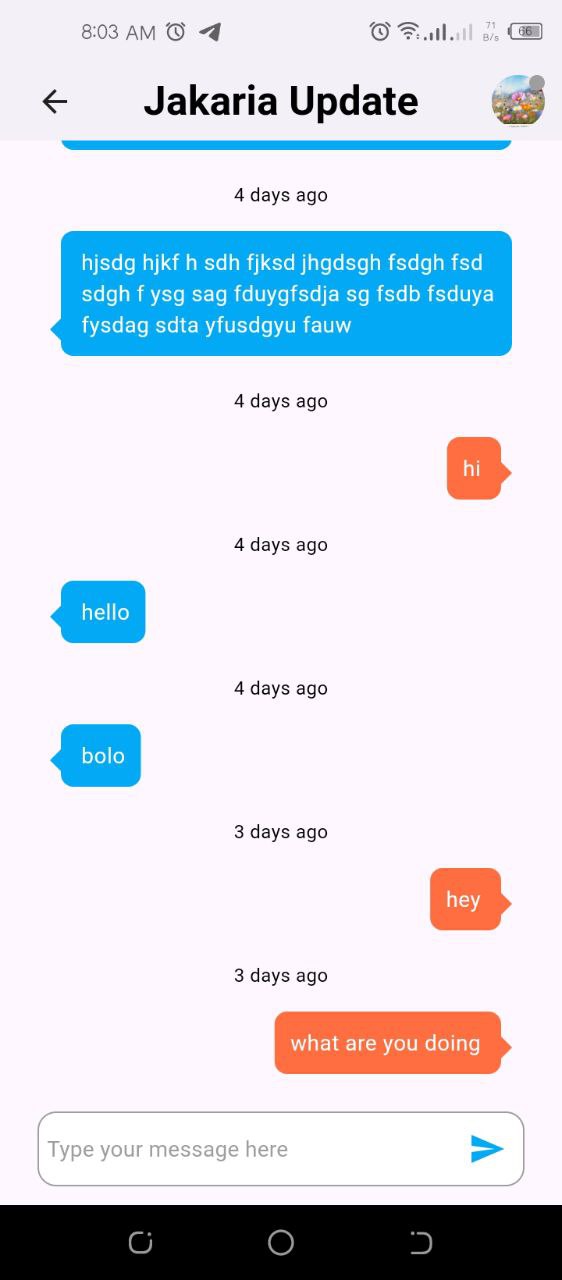 8:03 AM
71
B/s
66
Jakaria Update
4 days ago
hjsdg hjkf h sdh fjksd jhgdsgh fsdgh fsd
sdgh f ysg sag fduygfsdja sg fsdb fsduya
fysdag sdta yfusdgyu fauw
4 days ago
hi
4 days ago
hello
4 days ago
bolo
3 days ago
hey
3 days ago
what are you doing
Type your message here